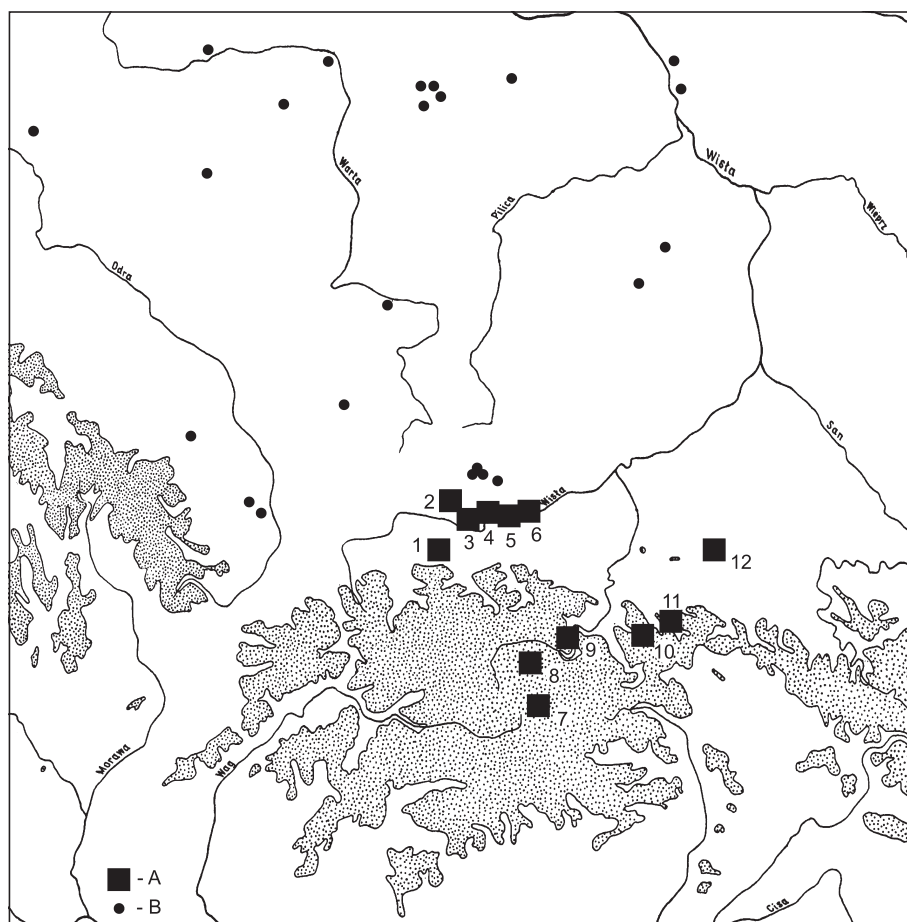 Warta
Wisła
Pilica
Wieprz
Odra
San
Wisła
2
3
4
5
6
1
12
11
9
10
8
7
Morawa
Wag
- A
- B
Cisa